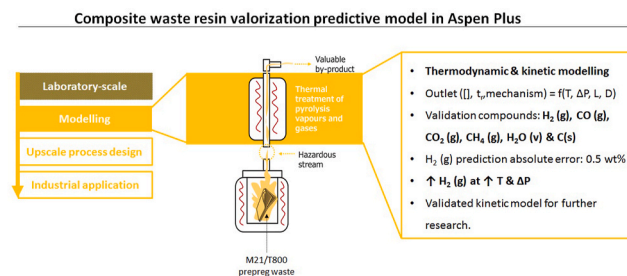 Composite waste resin valorization predictive model in Aspen Plus
Laboratory-scale
Modelling
Upscale process design
Industrial application
Valuable
by-product
Thermal
treatment of
pyrolysis
vapours and
gases
Hazardous
stream
M21/T800
prepreg waste
• Thermodynamic & kinetic modelling
• Outlet ([], tᵣ,mechanism) = f(T, ΔP, L, D)
• Validation compounds: H₂ (g), CO (g),
CO₂ (g), CH₄ (g), H₂O (v) & C(s)
• H₂ (g) prediction absolute error: 0.5 wt%
• ↑ H₂ (g) at ↑ T & ΔP
• Validated kinetic model for further
research.